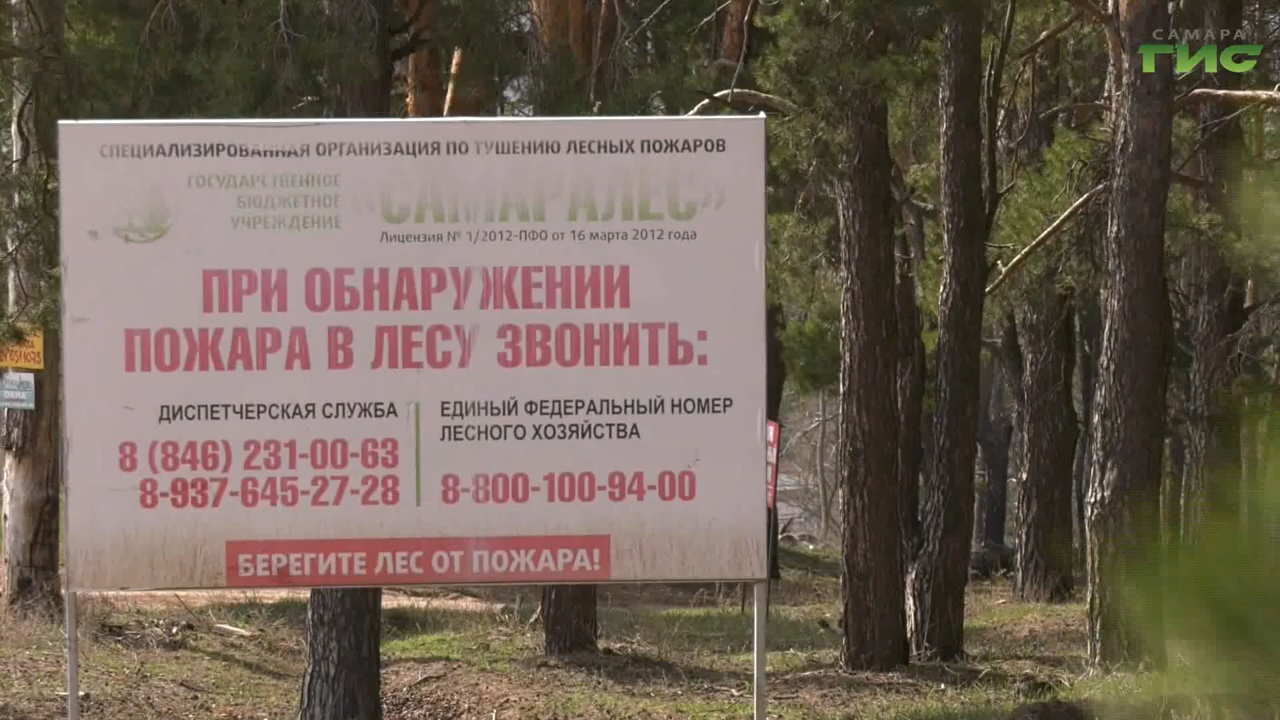 САМАРА
ГИС
СПЕЦИАЛИЗИРОВАННАЯ ОРГАНИЗАЦИЯ ПО ТУШЕНИЮ ЛЕСНЫХ ПОЖАРОВ
ГОСУДАРСТВЕННОЕ
БЮДЖЕТНОЕ
УЧРЕЖДЕНИЕ
«САМАРАЛЕС»
Лицензия № 1/2012-ПФО от 16 марта 2012 года
ПРИ ОБНАРУЖЕНИИ
ПОЖАРА В ЛЕСУ ЗВОНИТЬ:
ДИСПЕТЧЕРСКАЯ СЛУЖБА
8 (846) 231-00-63
8-937-645-27-28
ЕДИНЫЙ ФЕДЕРАЛЬНЫЙ НОМЕР
ЛЕСНОГО ХОЗЯЙСТВА
8-800-100-94-00
БЕРЕГИТЕ ЛЕС ОТ ПОЖАРА!
ОКНА